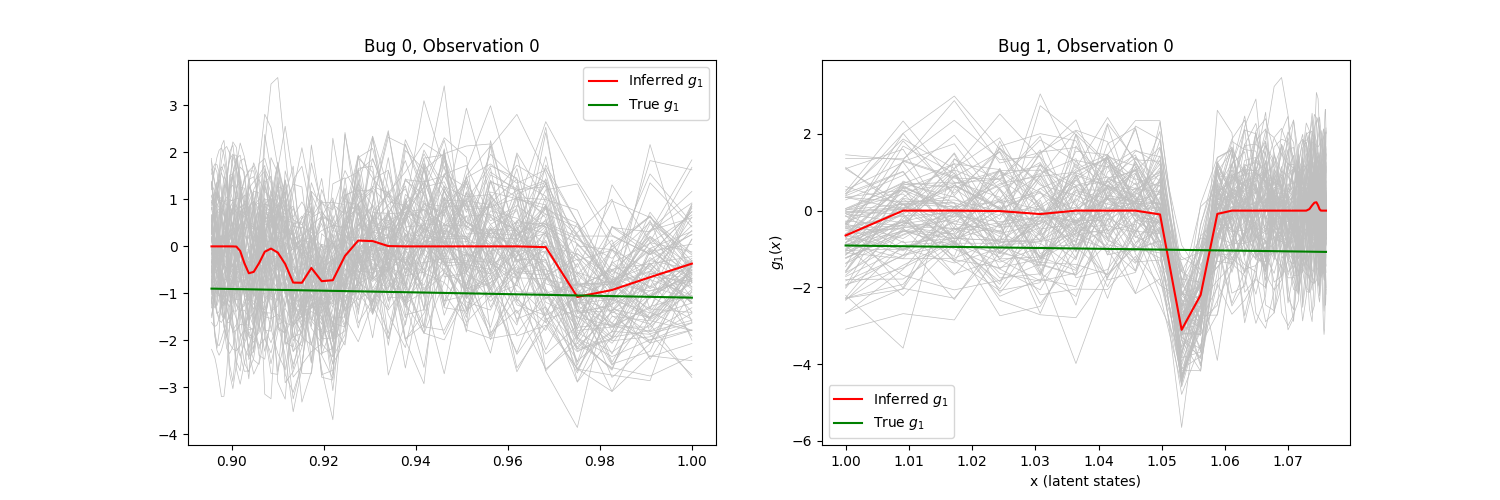 Bug 0, Observation 0
Inferred g₁
True g₁
3
2
1
0
−1
−2
−3
−4
0.90 0.92 0.94 0.96 0.98 1.00
Bug 1, Observation 0
g₁(x)
2
0
−2
−4
−6
Inferred g₁
True g₁
1.00 1.01 1.02 1.03 1.04 1.05 1.06 1.07
x (latent states)